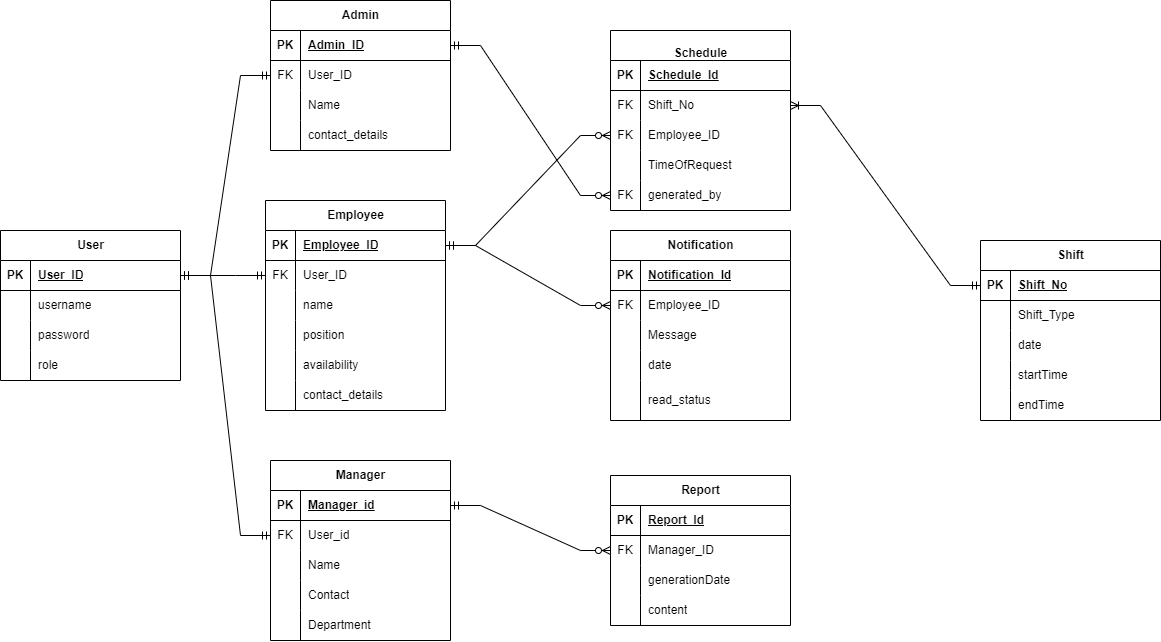 Admin
PK Admin_ID
FK User_ID
Name
contact_details
Schedule
PK Schedule_Id
FK Shift_No
FK Employee_ID
TimeOfRequest
FK generated_by
User
PK User_ID
username
password
role
Employee
PK Employee_ID
FK User_ID
name
position
availability
contact_details
Notification
PK Notification_Id
FK Employee_ID
Message
date
read_status
Shift
PK Shift_No
Shift_Type
date
startTime
endTime
Manager
PK Manager_id
FK User_id
Name
Contact
Department
Report
PK Report_Id
FK Manager_ID
generationDate
content